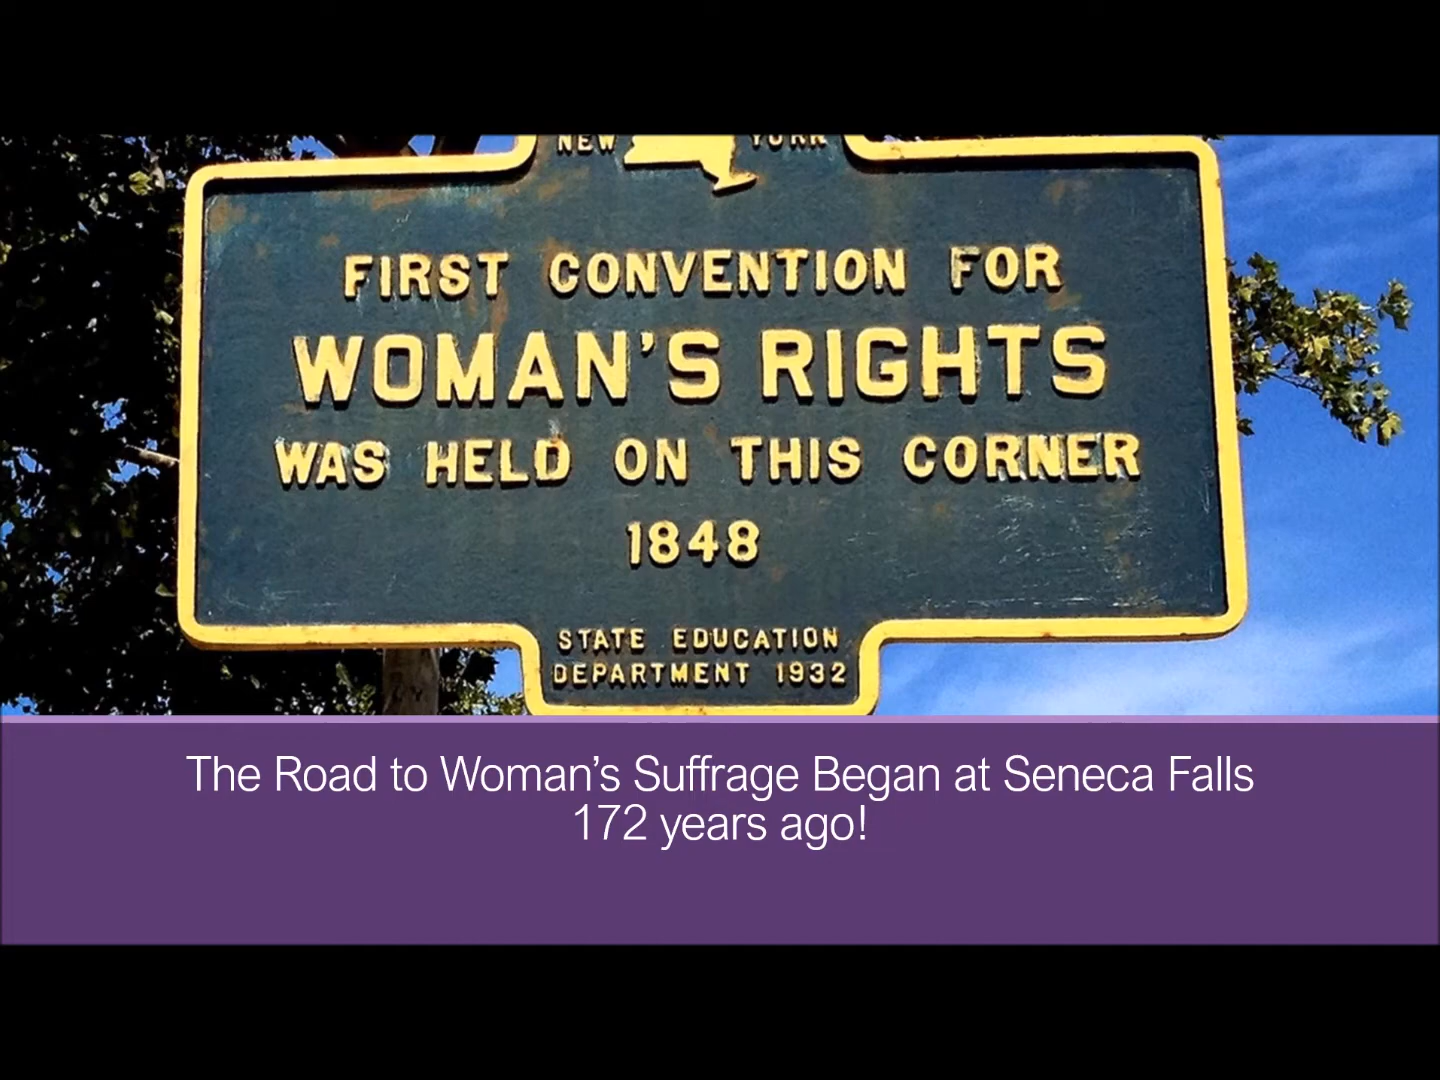 NEW YORK
FIRST CONVENTION FOR
WOMAN'S RIGHTS
WAS HELD ON THIS CORNER
1848
STATE EDUCATION
DEPARTMENT 1932
The Road to Woman's Suffrage Began at Seneca Falls
172 years ago!